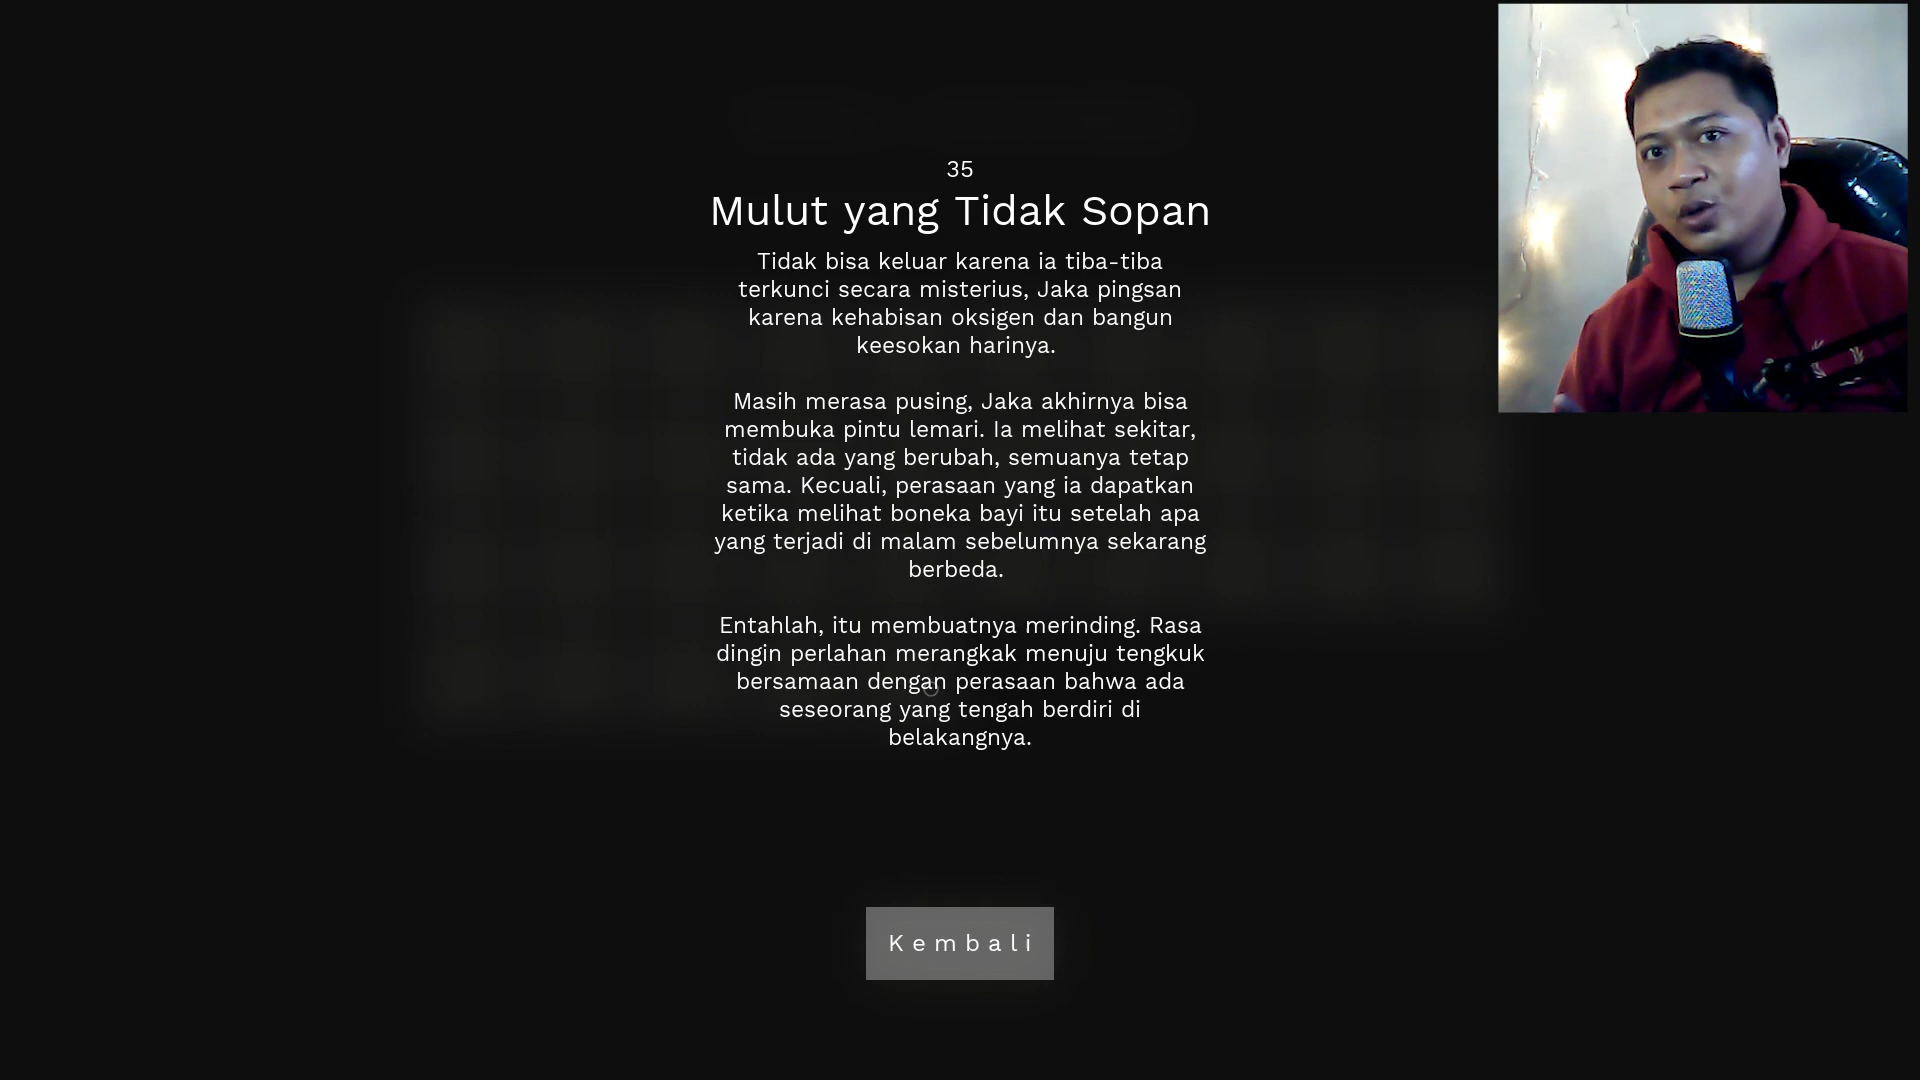 35
Mulut yang Tidak Sopan
Tidak bisa keluar karena ia tiba-tiba
terkunci secara misterius, Jaka pingsan
karena kehabisan oksigen dan bangun
keesokan harinya.
Masih merasa pusing, Jaka akhirnya bisa
membuka pintu lemari. Ia melihat sekitar,
tidak ada yang berubah, semuanya tetap
sama. Kecuali, perasaan yang ia dapatkan
ketika melihat boneka bayi itu setelah apa
yang terjadi di malam sebelumnya sekarang
berbeda.
Entahlah, itu membuatnya merinding. Rasa
dingin perlahan merangkak menuju tengkuk
bersamaan dengan perasaan bahwa ada
seseorang yang tengah berdiri di
belakangnya.
Kembali